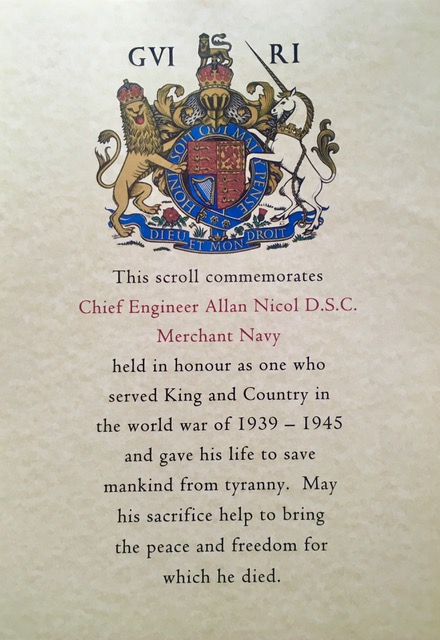 GVI RI
HONI SOIT QUI MAL Y PENSE
DIEU ET MON DROIT
This scroll commemorates
Chief Engineer Allan Nicol D.S.C.
Merchant Navy
held in honour as one who
served King and Country in
the world war of 1939 – 1945
and gave his life to save
mankind from tyranny. May
his sacrifice help to bring
the peace and freedom for
which he died.